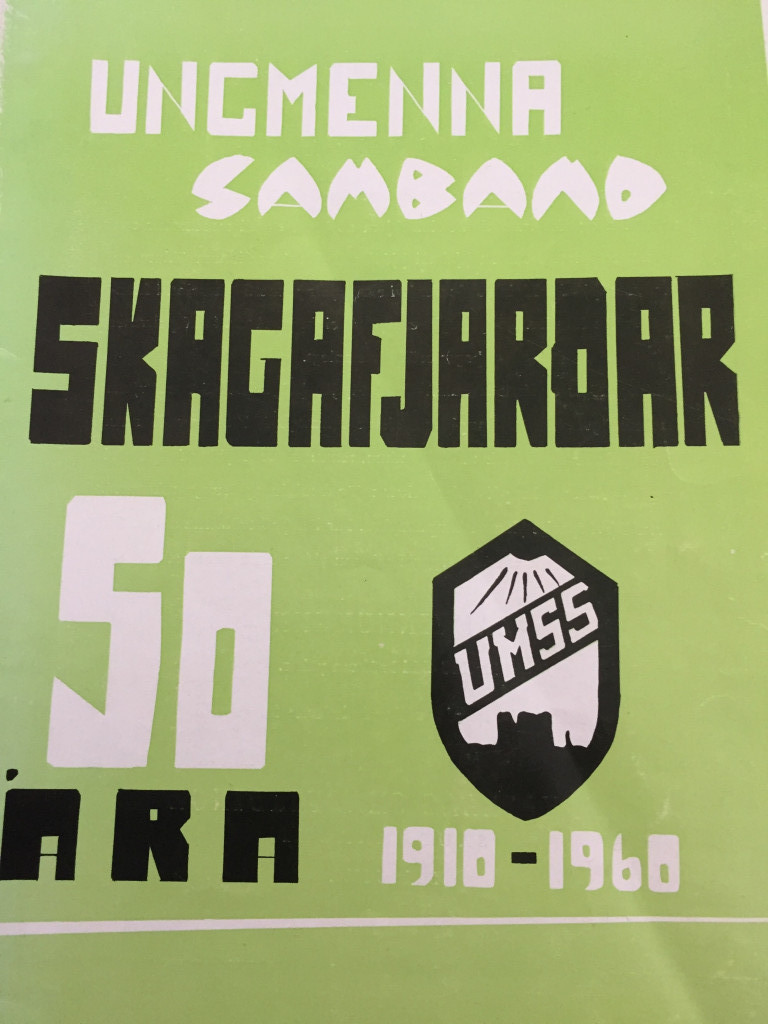 UNGMENNA
SAMBAND
SKAGAFJARÐAR
50
ÁRA
UMSS
1910-1960